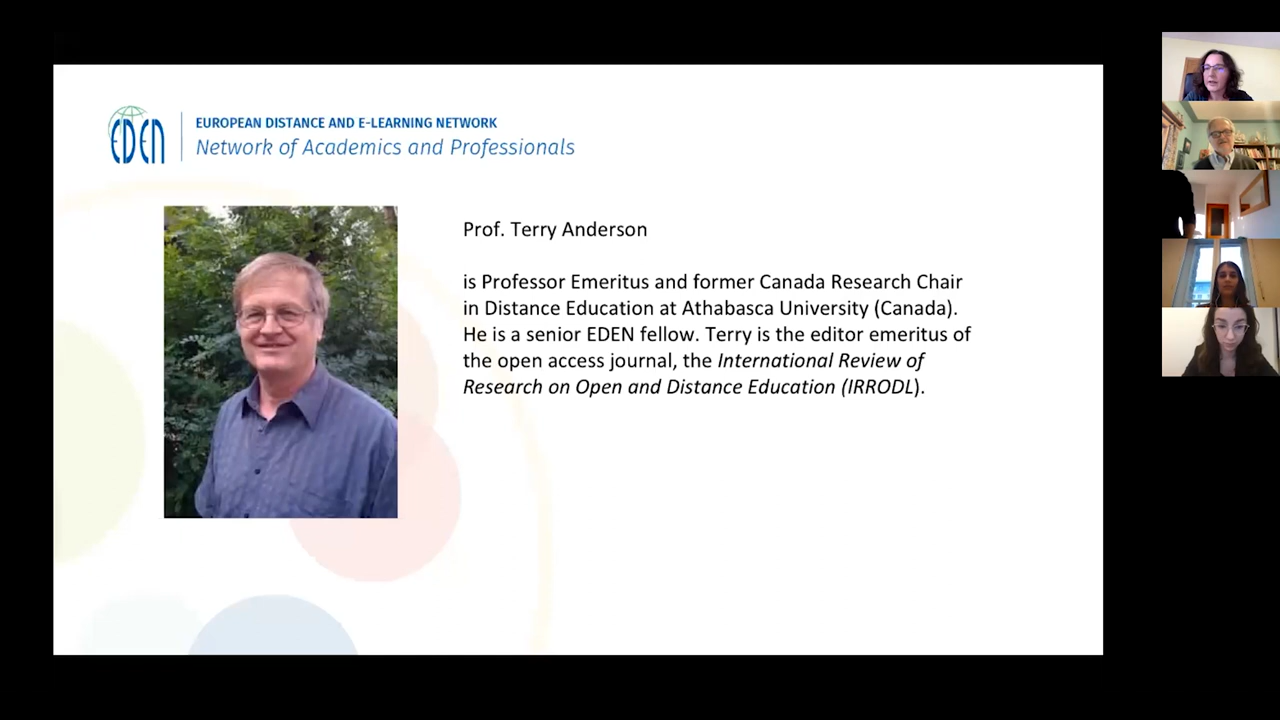 EDEN
EUROPEAN DISTANCE AND E-LEARNING NETWORK
Network of Academics and Professionals
Prof. Terry Anderson
is Professor Emeritus and former Canada Research Chair
in Distance Education at Athabasca University (Canada).
He is a senior EDEN fellow. Terry is the editor emeritus of
the open access journal, the International Review of
Research on Open and Distance Education (IRRODL).